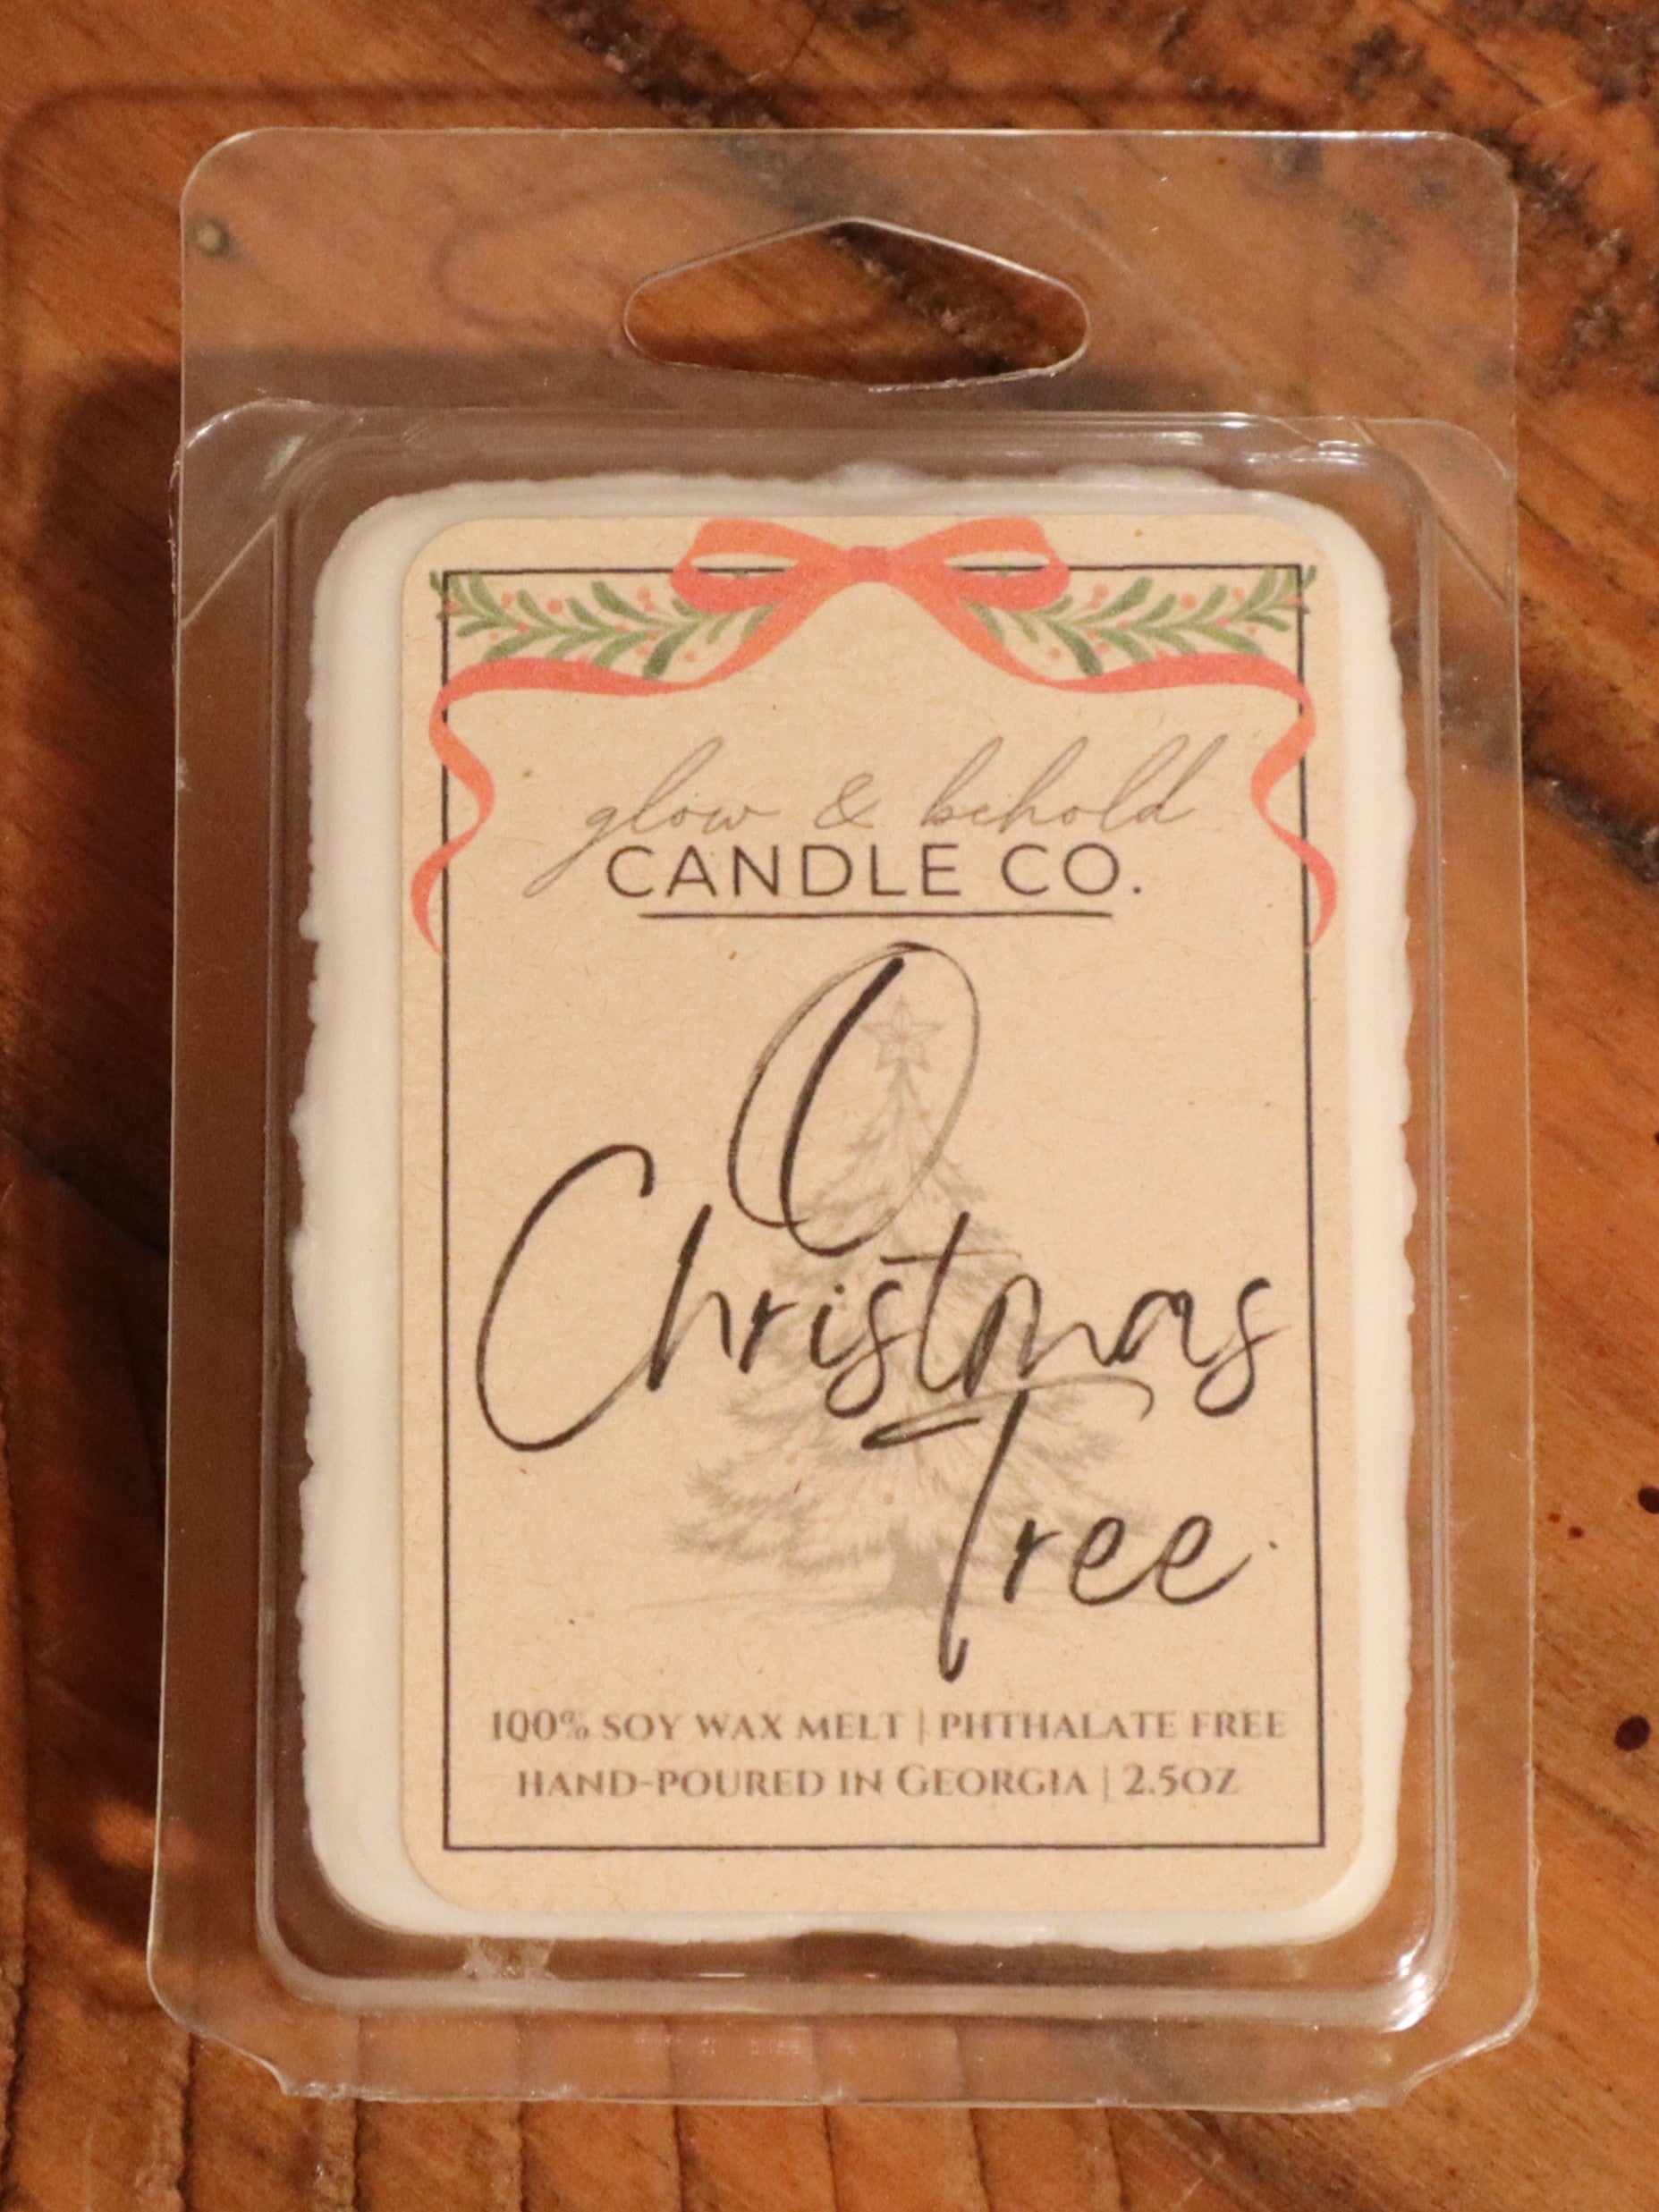 glow & behold
CANDLE CO.
O
Christmas
Tree
100% SOY WAX MELT | PHTHALATE FREE
HAND-POURED IN GEORGIA | 2.5OZ